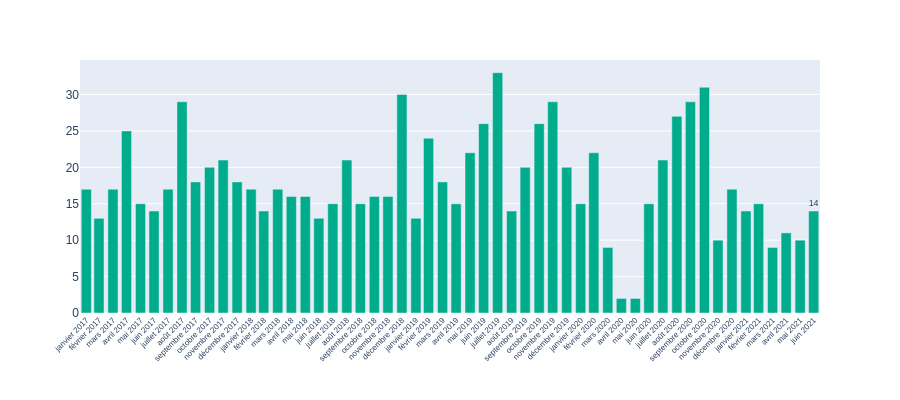 30
25
20
15
10
5
0
14
janvier 2017
février 2017
mars 2017
avril 2017
mai 2017
juin 2017
juillet 2017
août 2017
septembre 2017
octobre 2017
novembre 2017
décembre 2017
janvier 2018
février 2018
mars 2018
avril 2018
mai 2018
juin 2018
juillet 2018
août 2018
septembre 2018
octobre 2018
novembre 2018
décembre 2018
janvier 2019
février 2019
mars 2019
avril 2019
mai 2019
juin 2019
juillet 2019
août 2019
septembre 2019
octobre 2019
novembre 2019
décembre 2019
janvier 2020
février 2020
mars 2020
avril 2020
mai 2020
juin 2020
juillet 2020
août 2020
septembre 2020
octobre 2020
novembre 2020
décembre 2020
janvier 2021
février 2021
mars 2021
avril 2021
mai 2021
juin 2021